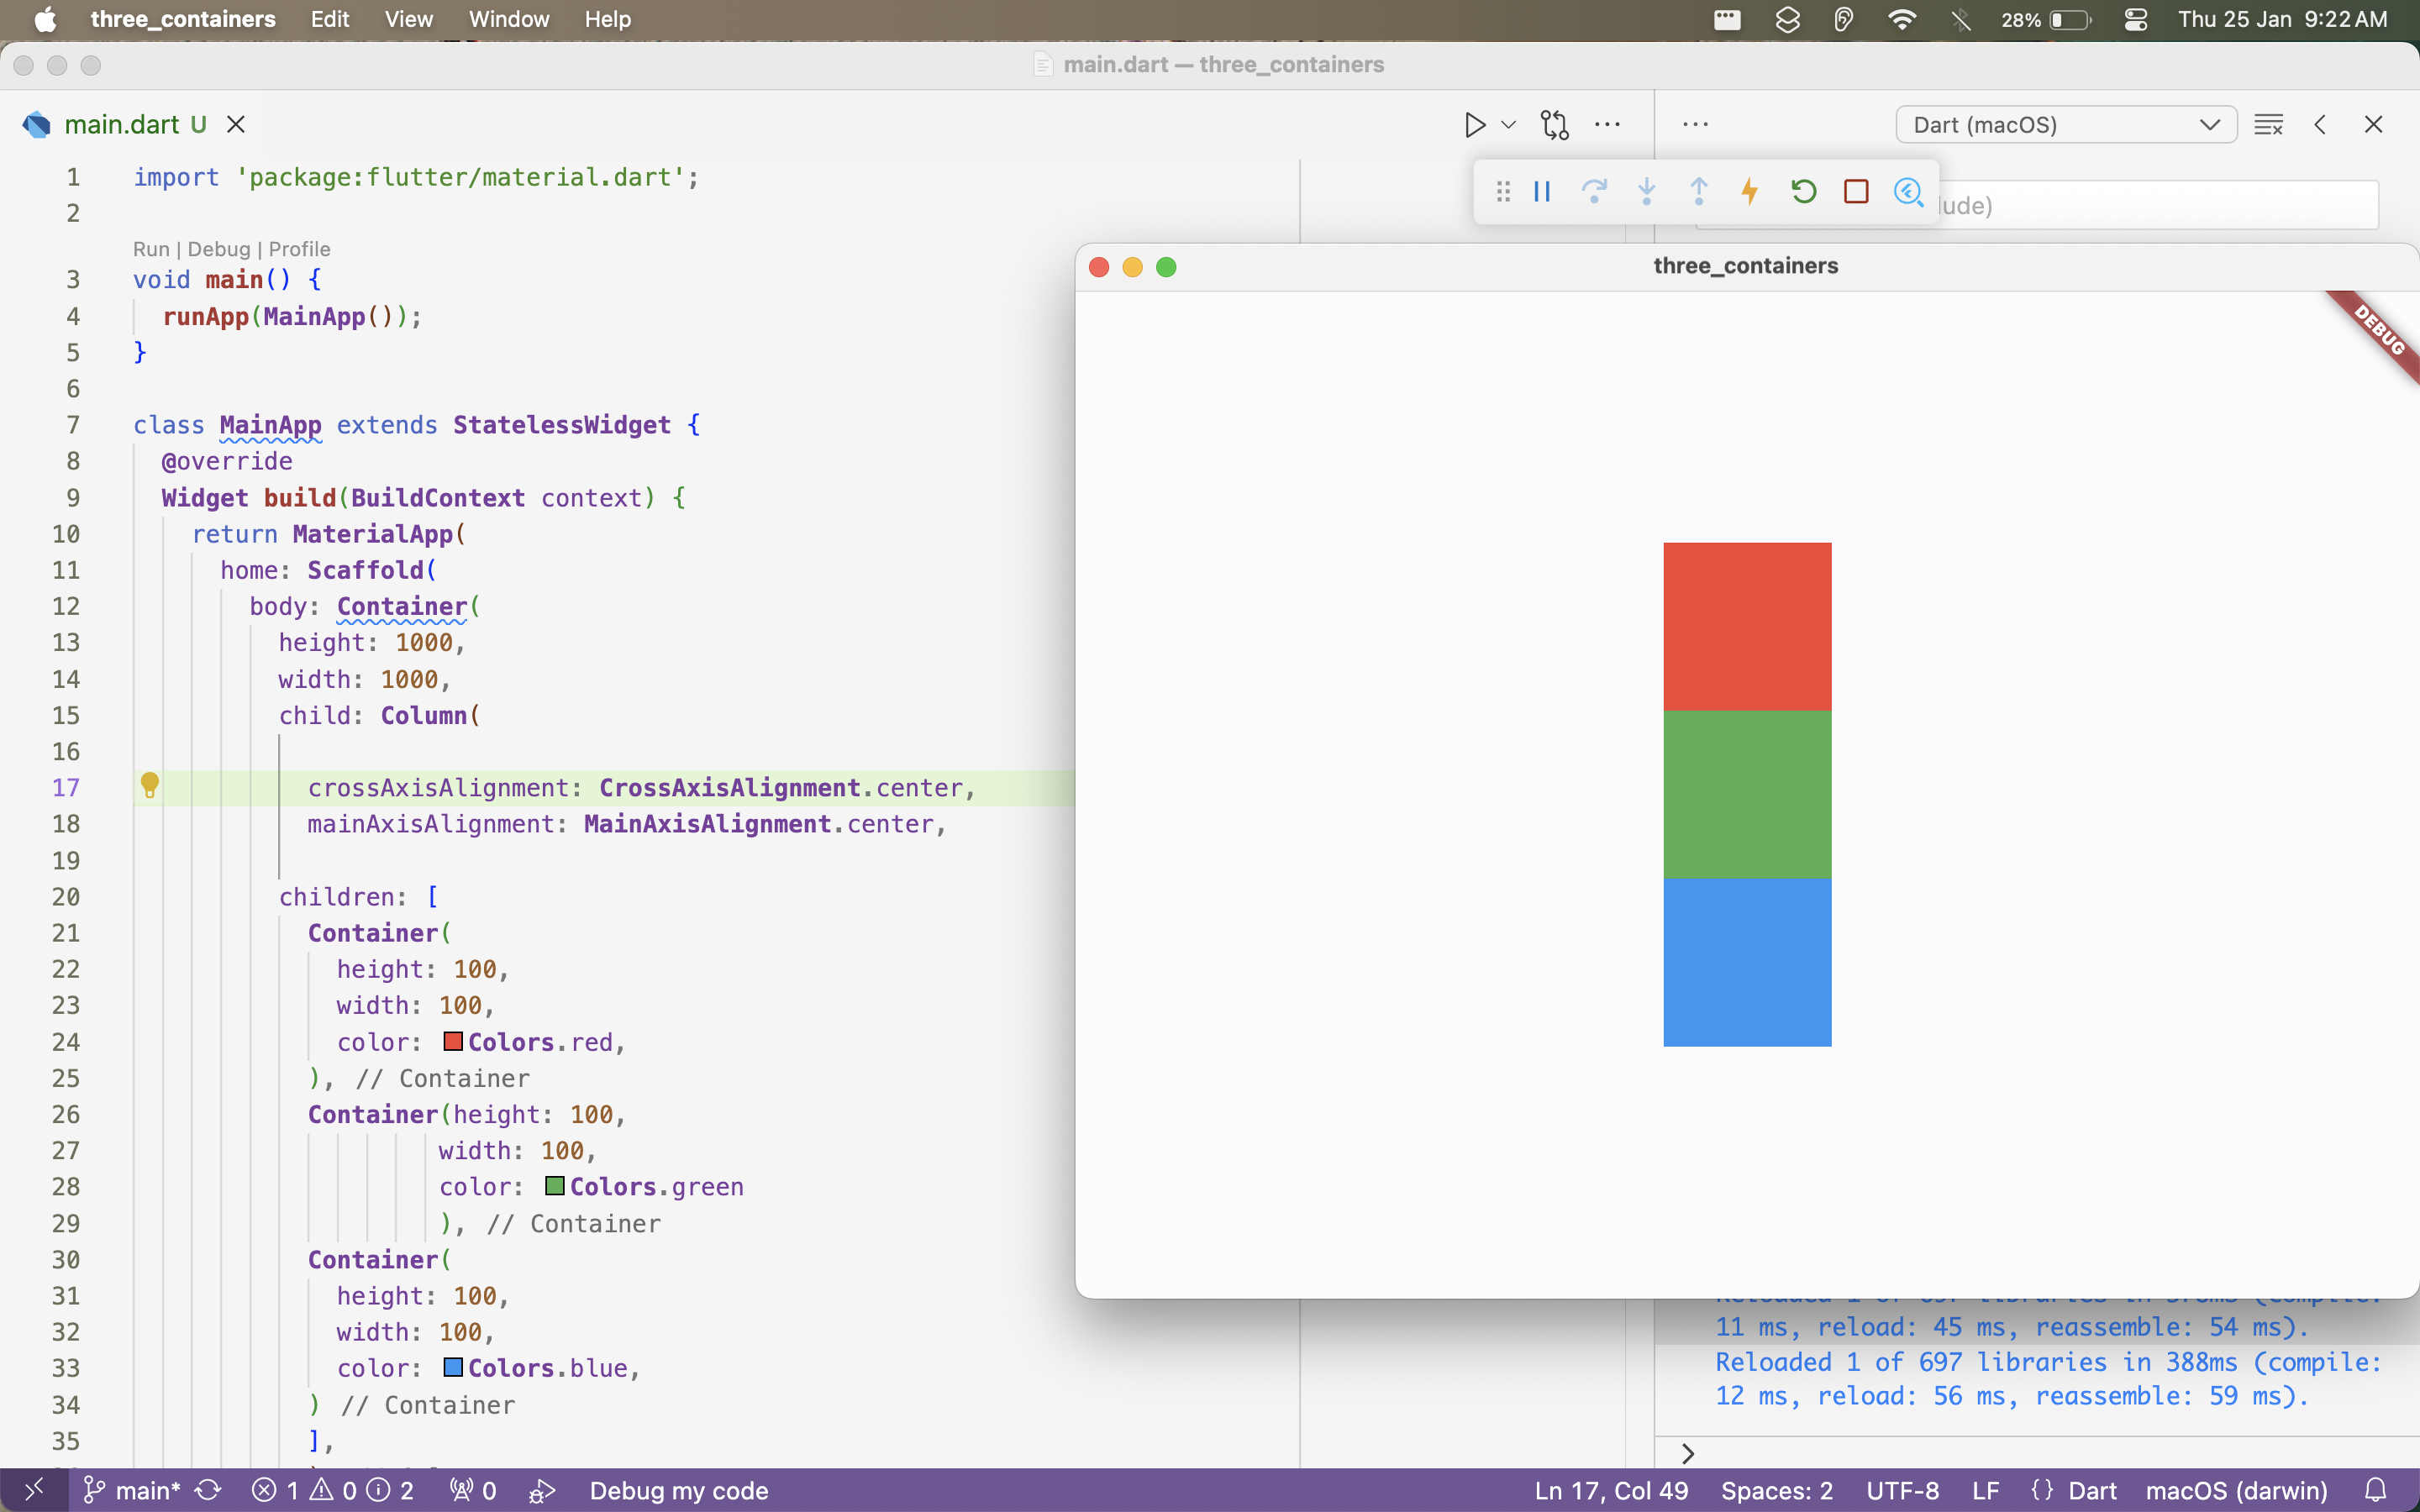 three_containers Edit View Window Help 28% Thu 25 Jan 9:22 AM
main.dart — three_containers
main.dart U
Dart (macOS)
lude)
1 import 'package:flutter/material.dart';
2
Run | Debug | Profile
3 void main() {
4 runApp(MainApp());
5 }
6
7 class MainApp extends StatelessWidget {
8 @override
9 Widget build(BuildContext context) {
10 return MaterialApp(
11 home: Scaffold(
12 body: Container(
13 height: 1000,
14 width: 1000,
15 child: Column(
16
17 crossAxisAlignment: CrossAxisAlignment.center,
18 mainAxisAlignment: MainAxisAlignment.center,
19
20 children: [
21 Container(
22 height: 100,
23 width: 100,
24 color: Colors.red,
25 ), // Container
26 Container(height: 100,
27 width: 100,
28 color: Colors.green
29 ), // Container
30 Container(
31 height: 100,
32 width: 100,
33 color: Colors.blue,
34 ) // Container
35 ],
three_containers
DEBUG
11 ms, reload: 45 ms, reassemble: 54 ms).
Reloaded 1 of 697 libraries in 388ms (compile:
12 ms, reload: 56 ms, reassemble: 59 ms).
main* 1 0 2 0 Debug my code Ln 17, Col 49 Spaces: 2 UTF-8 LF {} Dart macOS (darwin)